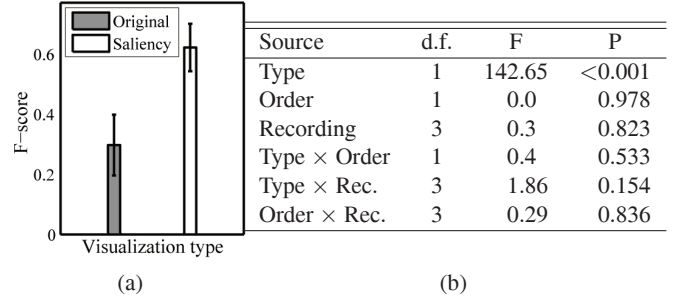 Original
Saliency
0.6
0.4
0.2
0
F−score
Visualization type
(a)
Source d.f. F P
Type 1 142.65 <0.001
Order 1 0.0 0.978
Recording 3 0.3 0.823
Type × Order 1 0.4 0.533
Type × Rec. 3 1.86 0.154
Order × Rec. 3 0.29 0.836
(b)